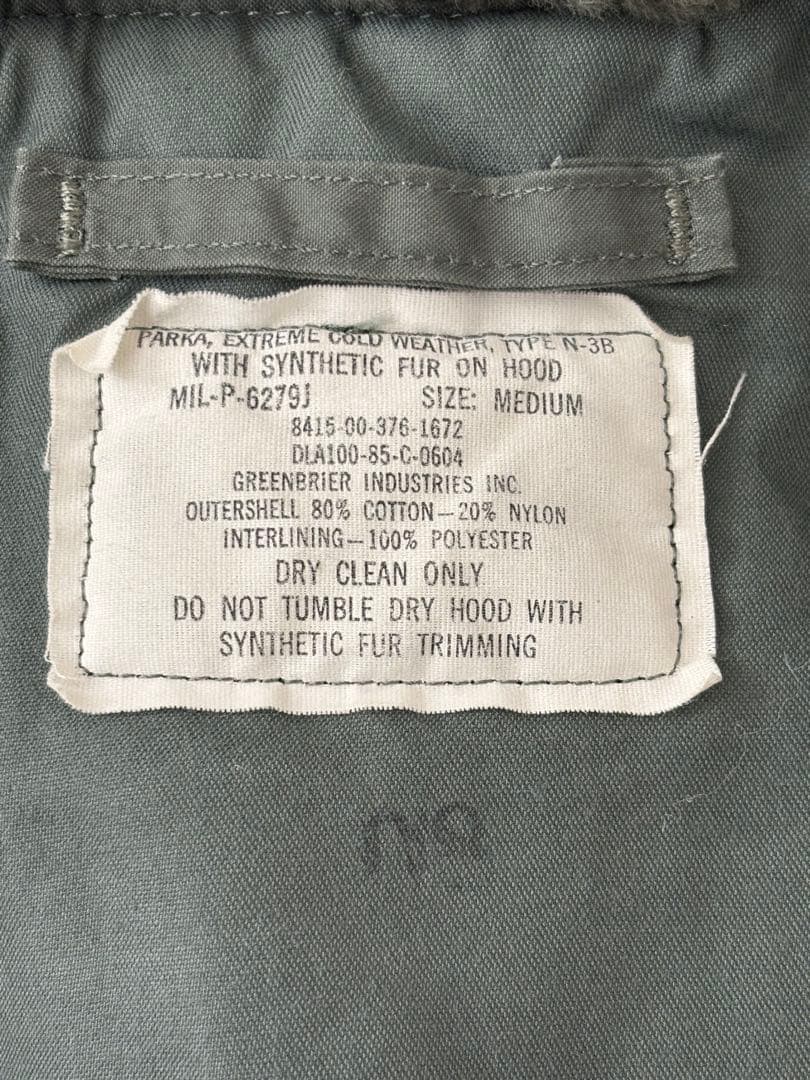 PARKA, EXTREME COLD WEATHER, TYPE N-3B
WITH SYNTHETIC FUR ON HOOD
MIL-P-6279J SIZE: MEDIUM
8415-00-376-1672
DLA100-85-C-0604
GREENBRIER INDUSTRIES INC.
OUTERSHELL 80% COTTON-20% NYLON
INTERLINING-100% POLYESTER
DRY CLEAN ONLY
DO NOT TUMBLE DRY HOOD WITH
SYNTHETIC FUR TRIMMING